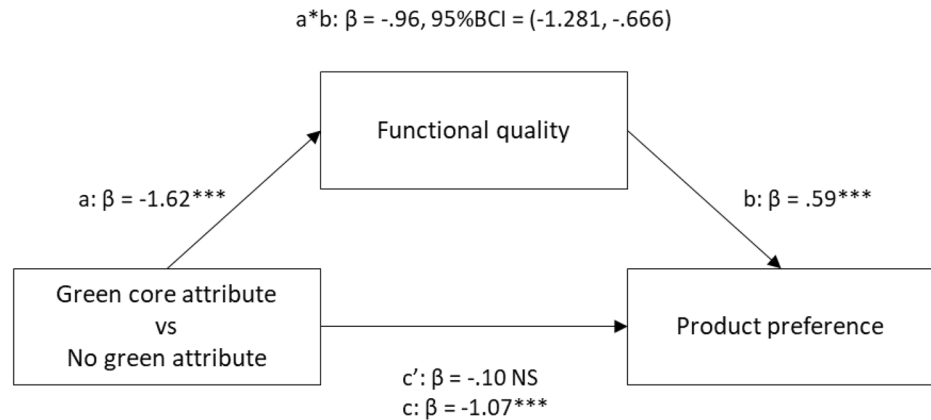 a*b: β = -.96, 95%BCI = (-1.281, -.666)
Functional quality
a: β = -1.62***
b: β = .59***
Green core attribute
vs
No green attribute
Product preference
c’: β = -.10 NS
c: β = -1.07***